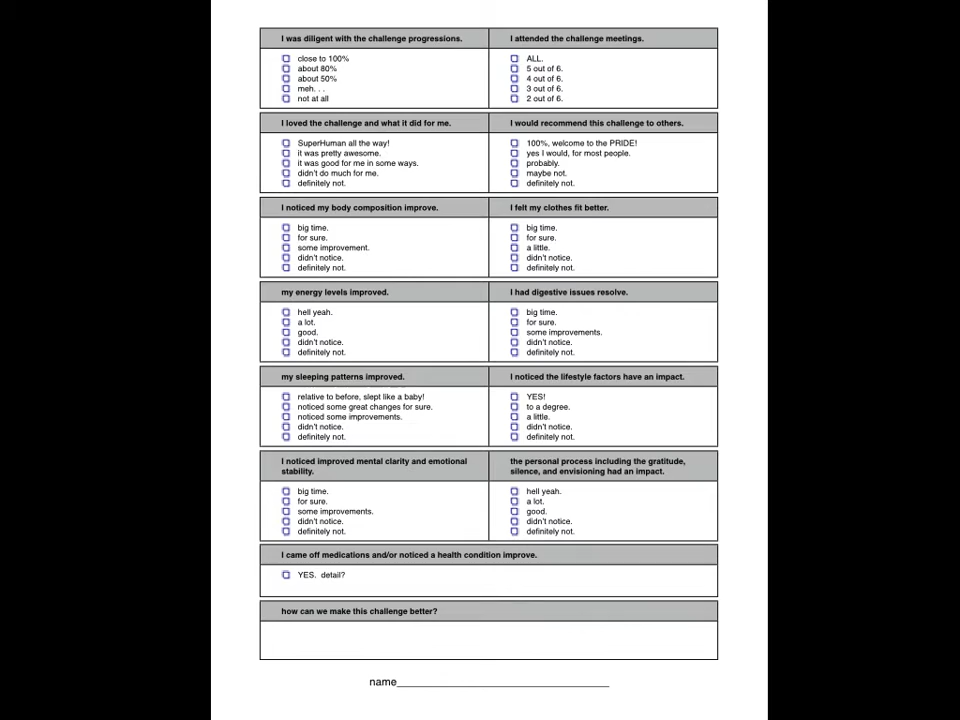 I was diligent with the challenge progressions.
close to 100%
about 80%
about 50%
meh. . .
not at all
I attended the challenge meetings.
ALL.
5 out of 6.
4 out of 6.
3 out of 6.
2 out of 6.
I loved the challenge and what it did for me.
SuperHuman all the way!
it was pretty awesome.
it was good for me in some ways.
didn't do much for me.
definitely not.
I would recommend this challenge to others.
100%, welcome to the PRIDE!
yes I would, for most people.
probably.
maybe not.
definitely not.
I noticed my body composition improve.
big time.
for sure.
some improvement.
didn't notice.
definitely not.
I felt my clothes fit better.
big time.
for sure.
a little.
didn't notice.
definitely not.
my energy levels improved.
hell yeah.
a lot.
good.
didn't notice.
definitely not.
I had digestive issues resolve.
big time.
for sure.
some improvements.
didn't notice.
definitely not.
my sleeping patterns improved.
relative to before, slept like a baby!
noticed some great changes for sure.
noticed some improvements.
didn't notice.
definitely not.
I noticed the lifestyle factors have an impact.
YES!
to a degree.
a little.
didn't notice.
definitely not.
I noticed improved mental clarity and emotional
stability.
big time.
for sure.
some improvements.
didn't notice.
definitely not.
the personal process including the gratitude,
silence, and envisioning had an impact.
hell yeah.
a lot.
good.
didn't notice.
definitely not.
I came off medications and/or noticed a health condition improve.
YES.  detail?
how can we make this challenge better?
name